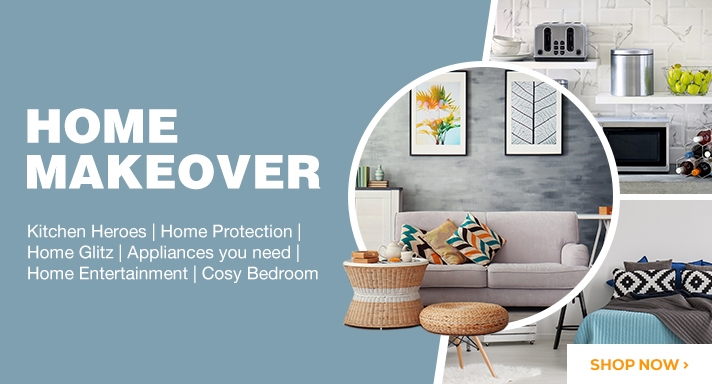 HOME
MAKEOVER
Kitchen Heroes | Home Protection |
Home Glitz | Appliances you need |
Home Entertainment | Cosy Bedroom
SHOP NOW ›